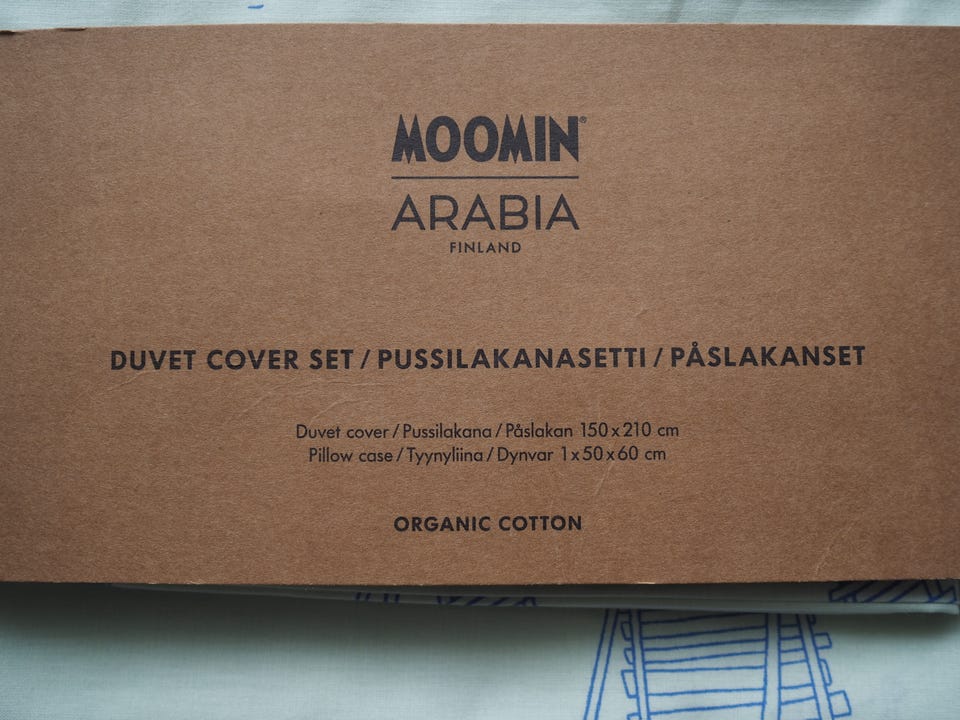 MOOMIN®
ARABIA
FINLAND
DUVET COVER SET / PUSSILAKANASETTI / PÅSLAKANSET
Duvet cover / Pussilakana / Påslakan 150 x 210 cm
Pillow case / Tyynyliina / Dynvar 1 x 50 x 60 cm
ORGANIC COTTON